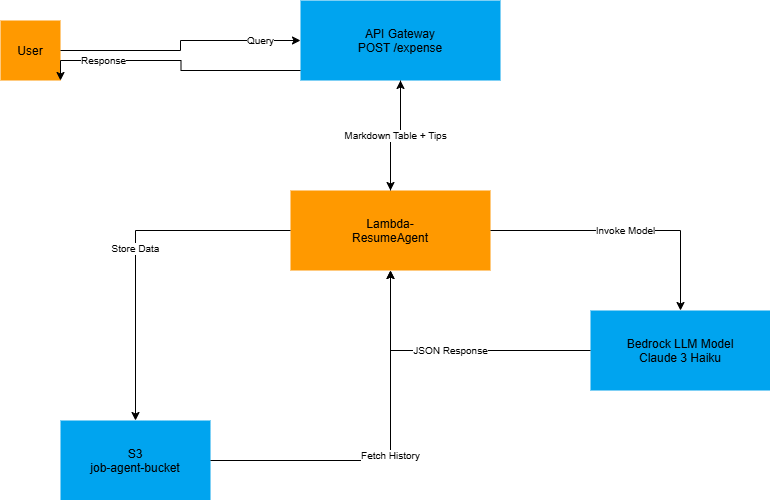 User
Query
Response
API Gateway
POST /expense
Markdown Table + Tips
Lambda-
ResumeAgent
Store Data
Invoke Model
Bedrock LLM Model
Claude 3 Haiku
JSON Response
S3
job-agent-bucket
Fetch History